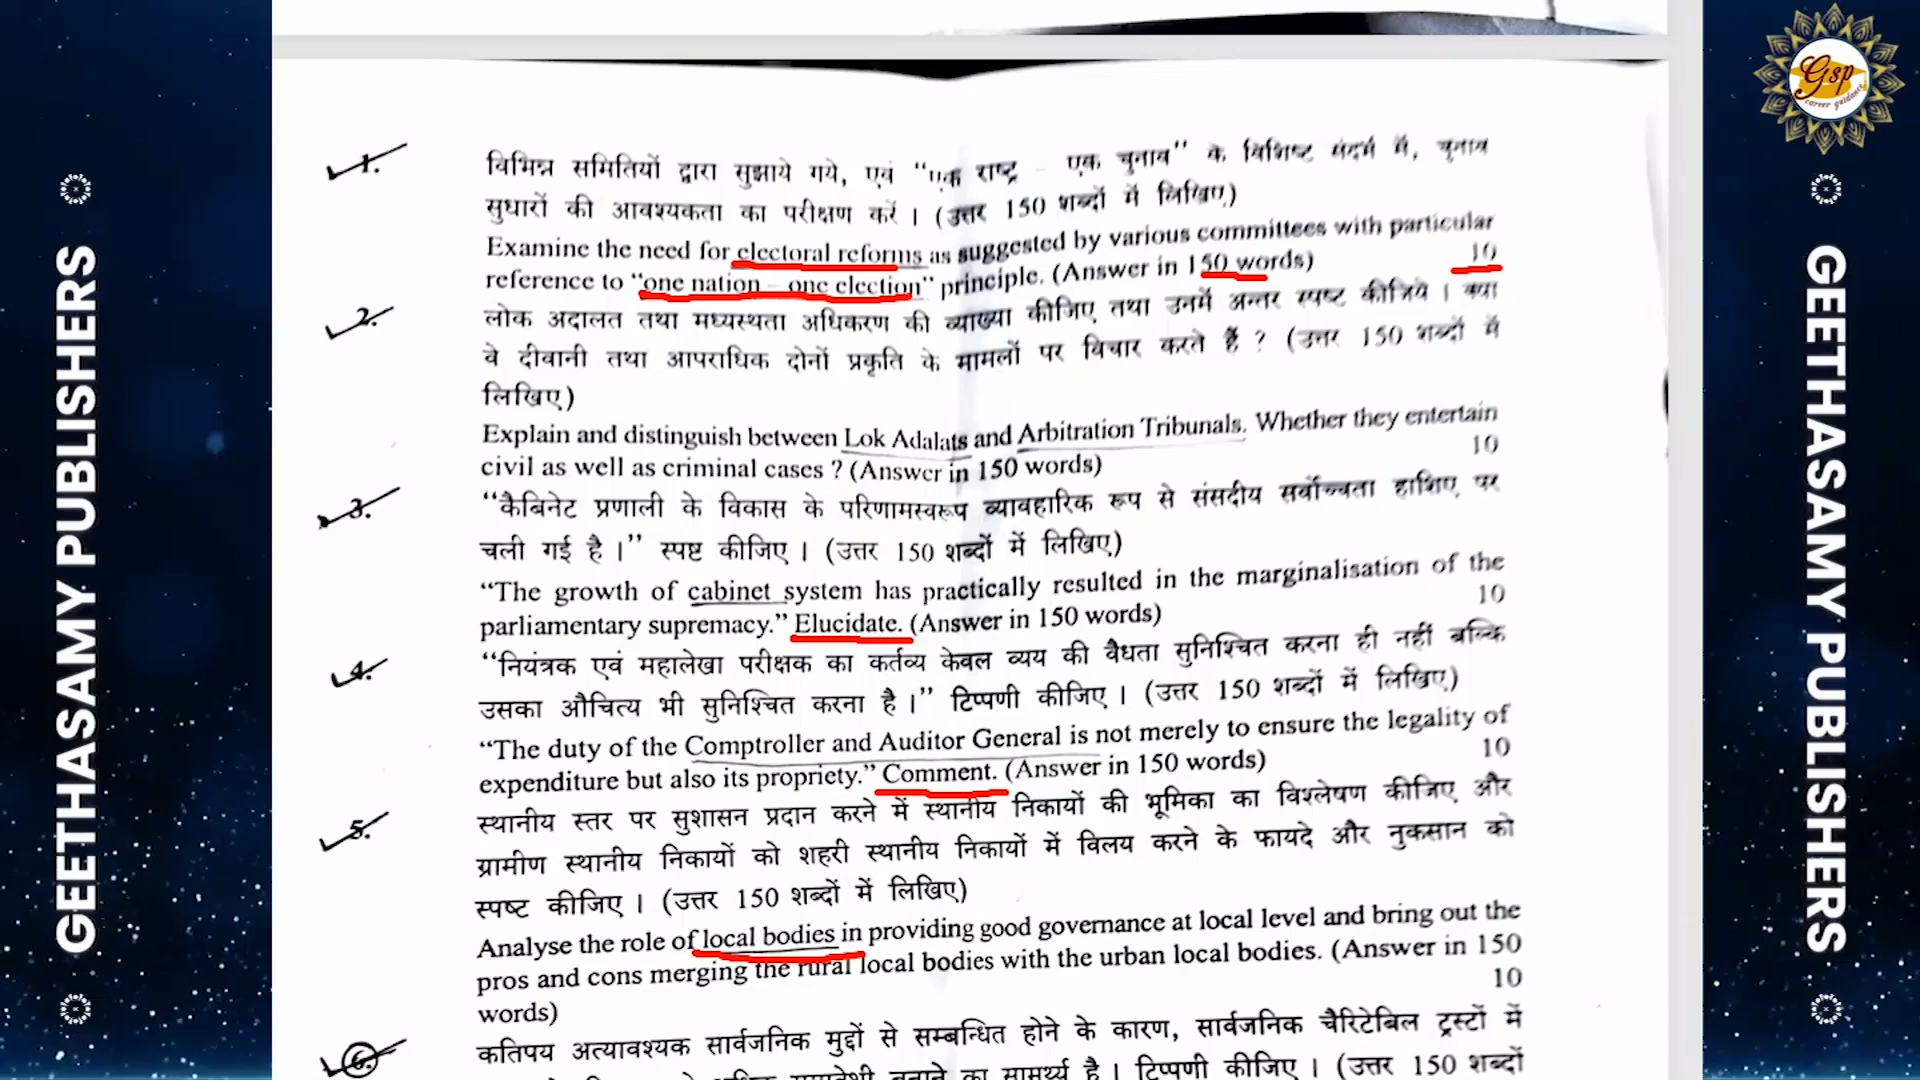 GEETHASAMY PUBLISHERS
Gsp
career guidance
GEETHASAMY PUBLISHERS
1.
विभिन्न समितियों द्वारा सुझाये गये, एवं “एक राष्ट्र - एक चुनाव” के विशिष्ट संदर्भ में, चुनाव
सुधारों की आवश्यकता का परीक्षण करें । (उत्तर 150 शब्दों में लिखिए)
Examine the need for electoral reforms as suggested by various committees with particular
reference to “one nation – one election” principle. (Answer in 150 words) 10
2.
लोक अदालत तथा मध्यस्थता अधिकरण की व्याख्या कीजिए तथा उनमें अन्तर स्पष्ट कीजिये । क्या
वे दीवानी तथा आपराधिक दोनों प्रकृति के मामलों पर विचार करते हैं ? (उत्तर 150 शब्दों में
लिखिए)
Explain and distinguish between Lok Adalats and Arbitration Tribunals. Whether they entertain
civil as well as criminal cases ? (Answer in 150 words) 10
3.
“कैबिनेट प्रणाली के विकास के परिणामस्वरूप व्यावहारिक रूप से संसदीय सर्वोच्चता हाशिए पर
चली गई है ।” स्पष्ट कीजिए । (उत्तर 150 शब्दों में लिखिए)
“The growth of cabinet system has practically resulted in the marginalisation of the
parliamentary supremacy.” Elucidate. (Answer in 150 words) 10
4.
“नियंत्रक एवं महालेखा परीक्षक का कर्तव्य केवल व्यय की वैधता सुनिश्चित करना ही नहीं बल्कि
उसका औचित्य भी सुनिश्चित करना है ।” टिप्पणी कीजिए । (उत्तर 150 शब्दों में लिखिए)
“The duty of the Comptroller and Auditor General is not merely to ensure the legality of
expenditure but also its propriety.” Comment. (Answer in 150 words) 10
5.
स्थानीय स्तर पर सुशासन प्रदान करने में स्थानीय निकायों की भूमिका का विश्लेषण कीजिए और
ग्रामीण स्थानीय निकायों को शहरी स्थानीय निकायों में विलय करने के फायदे और नुकसान को
स्पष्ट कीजिए । (उत्तर 150 शब्दों में लिखिए)
Analyse the role of local bodies in providing good governance at local level and bring out the
pros and cons merging the rural local bodies with the urban local bodies. (Answer in 150
words) 10
6.
कतिपय अत्यावश्यक सार्वजनिक मुद्दों से सम्बन्धित होने के कारण, सार्वजनिक चैरिटेबिल ट्रस्टों में
समावेशी बनाने का सामर्थ्य है । टिप्पणी कीजिए । (उत्तर 150 शब्दों